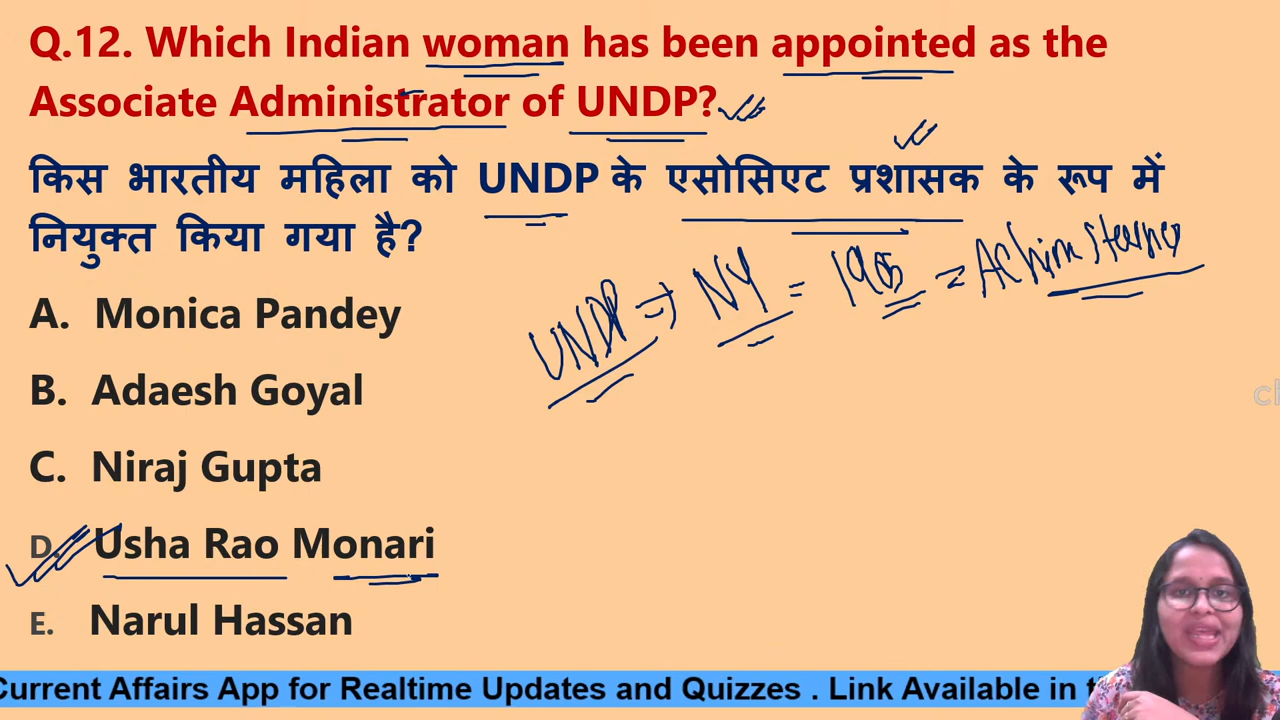 Q.12. Which Indian woman has been appointed as the
Associate Administrator of UNDP?
किस भारतीय महिला को UNDP के एसोसिएट प्रशासक के रूप में
नियुक्त किया गया है?
UNDP ⇒ NY = = Achim
A. Monica Pandey
B. Adaesh Goyal
C. Niraj Gupta
D. Usha Rao Monari
E. Narul Hassan
Current Affairs App for Realtime Updates and Quizzes . Link Available in